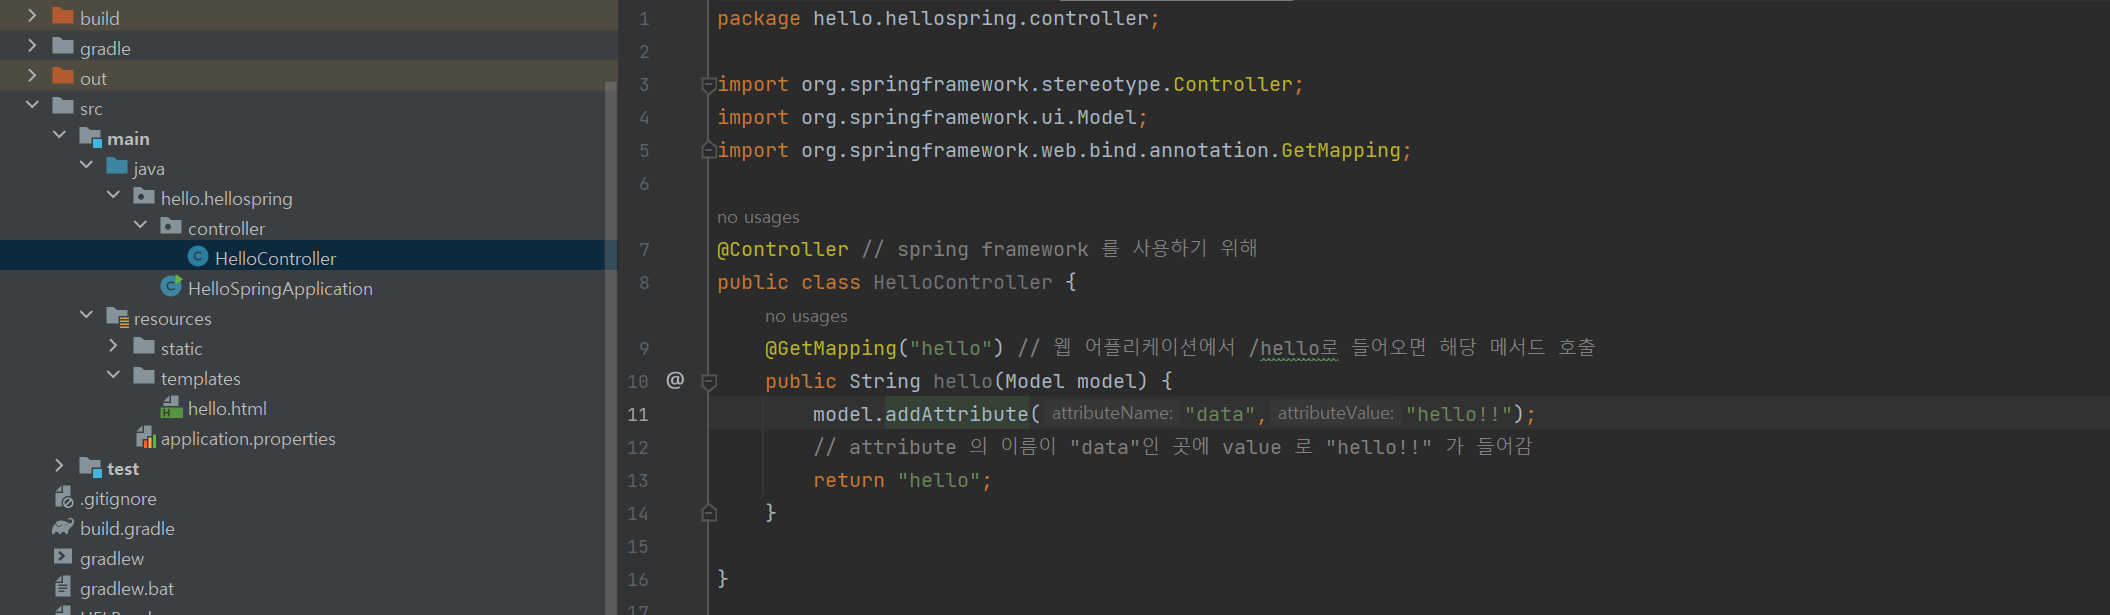 build
gradle
out
src
main
java
hello.hellospring
controller
HelloController
HelloSpringApplication
resources
static
templates
hello.html
application.properties
test
.gitignore
build.gradle
gradlew
gradlew.bat
1 package hello.hellospring.controller;
2
3 import org.springframework.stereotype.Controller;
4 import org.springframework.ui.Model;
5 import org.springframework.web.bind.annotation.GetMapping;
6
no usages
7 @Controller // spring framework 를 사용하기 위해
8 public class HelloController {
no usages
9 @GetMapping("hello") // 웹 어플리케이션에서 /hello로 들어오면 해당 메서드 호출
10 @ public String hello(Model model) {
11 model.addAttribute( attributeName: "data", attributeValue: "hello!!");
12 // attribute 의 이름이 "data"인 곳에 value 로 "hello!!" 가 들어감
13 return "hello";
14 }
15
16 }
17